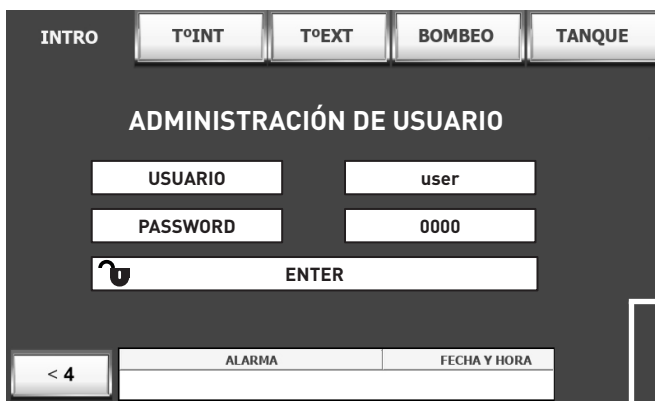 INTRO TºINT TºEXT BOMBEO TANQUE
ADMINISTRACIÓN DE USUARIO
USUARIO user
PASSWORD 0000
ENTER
ALARMA FECHA Y HORA
< 4